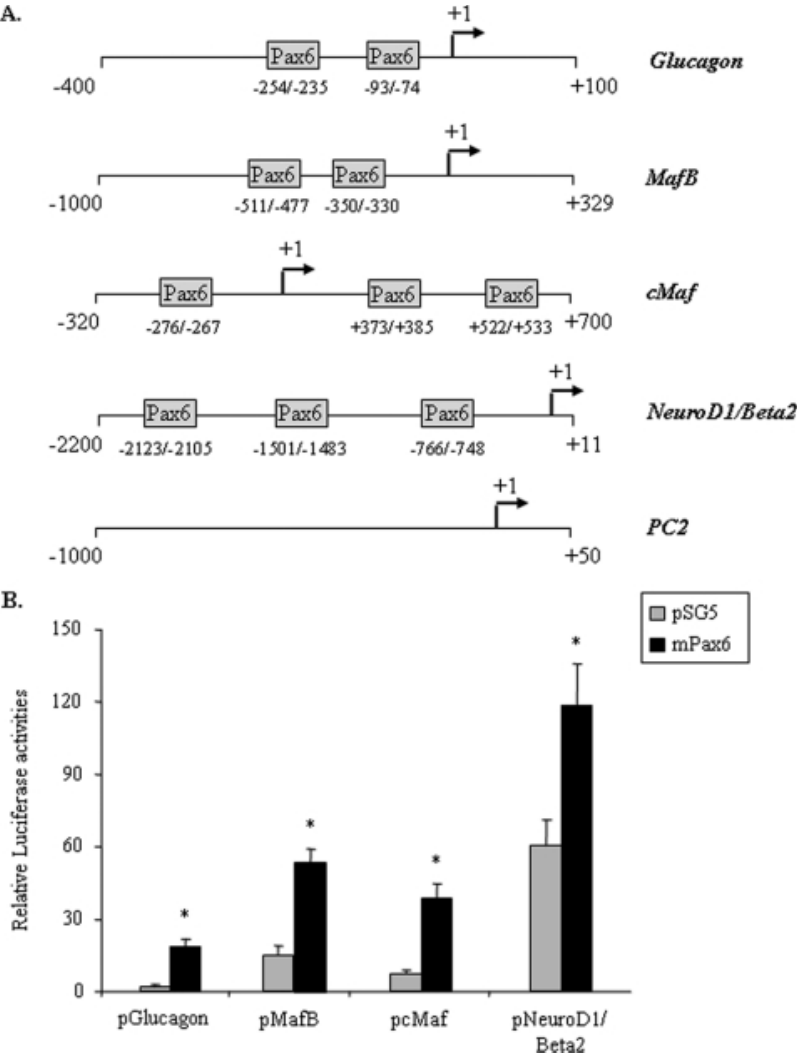 A.
+1
Pax6 Pax6
-400 -254/-235 -93/-74 +100 Glucagon
+1
Pax6 Pax6
-1000 -511/-477 -350/-330 +329 MafB
+1
Pax6 Pax6 Pax6
-320 -276/-267 +373/+385 +522/+533 +700 cMaf
+1
Pax6 Pax6 Pax6
-2200 -2123/-2105 -1501/-1483 -766/-748 +11 NeuroD1/Beta2
+1
-1000 +50 PC2
B.
pSG5
mPax6
Relative Luciferase activities
150
120
90
60
30
0
* * * *
pGlucagon pMafB pcMaf pNeuroD1/
Beta2